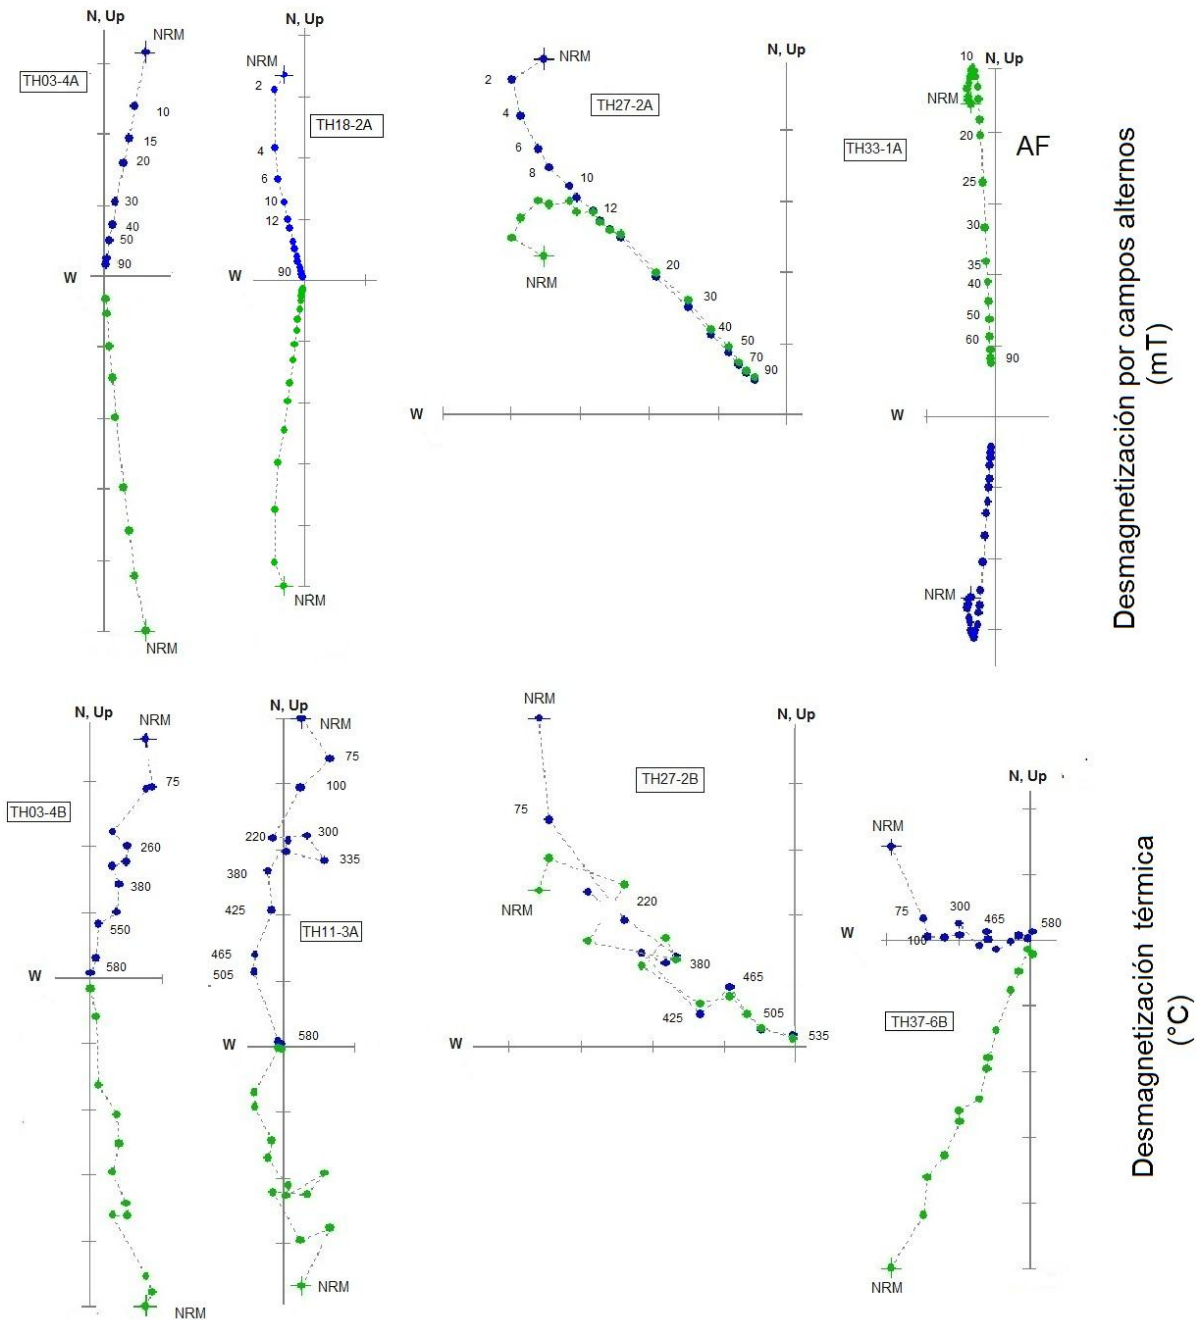 N, Up
NRM
TH03-4A
10
15
20
30
40
50
90
W
NRM
N, Up
NRM
2
TH18-2A
4
6
10
12
W
90
NRM
N, Up
NRM
2
TH27-2A
4
6
8
10
12
20
NRM
30
40
50
70
90
W
10
N, Up
NRM
20
AF
TH33-1A
25
30
35
40
50
60
90
W
NRM
Desmagnetización por campos alternos
(mT)
N, Up
NRM
75
TH03-4B
260
380
550
580
W
NRM
N, Up
NRM
75
100
220
300
335
380
425
TH11-3A
465
505
W
580
NRM
NRM
N, Up
TH27-2B
75
220
NRM
380
465
425
505
535
W
N, Up
NRM
75
300
465
580
W
100
TH37-6B
NRM
Desmagnetización térmica
(°C)